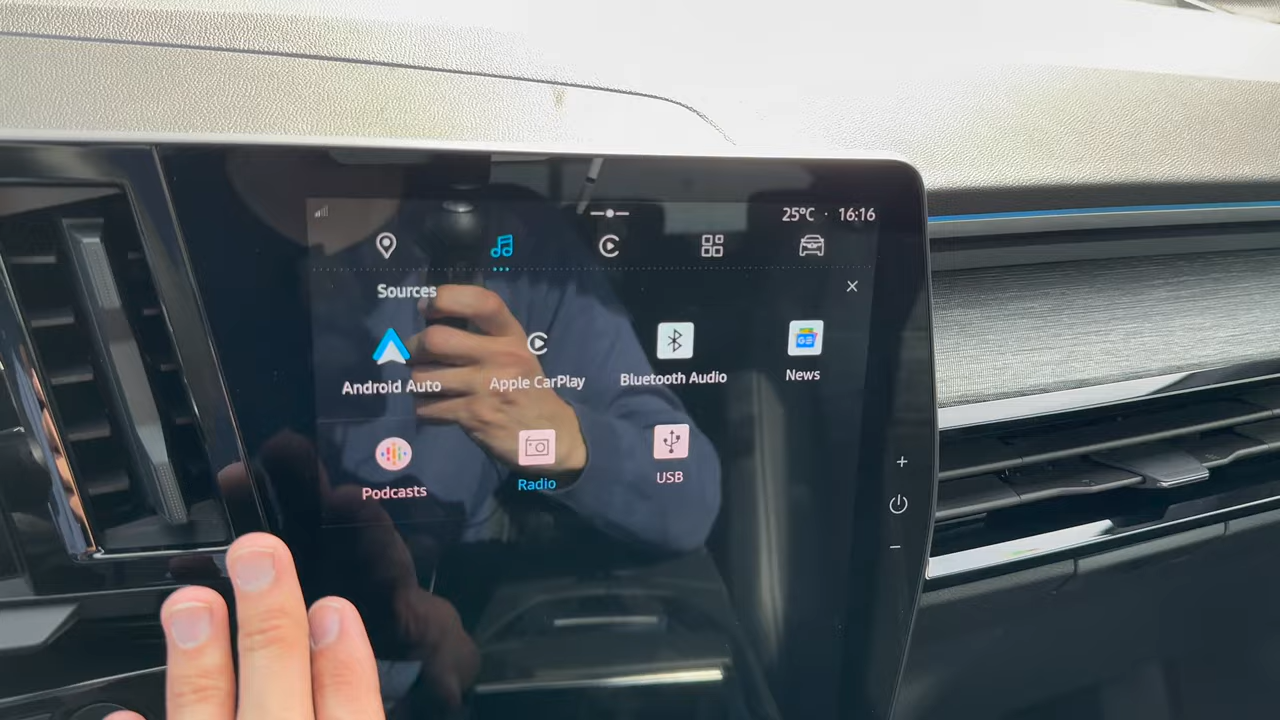 25°C · 16:16
Sources
Android Auto
Apple CarPlay
Bluetooth Audio
News
Podcasts
Radio
USB